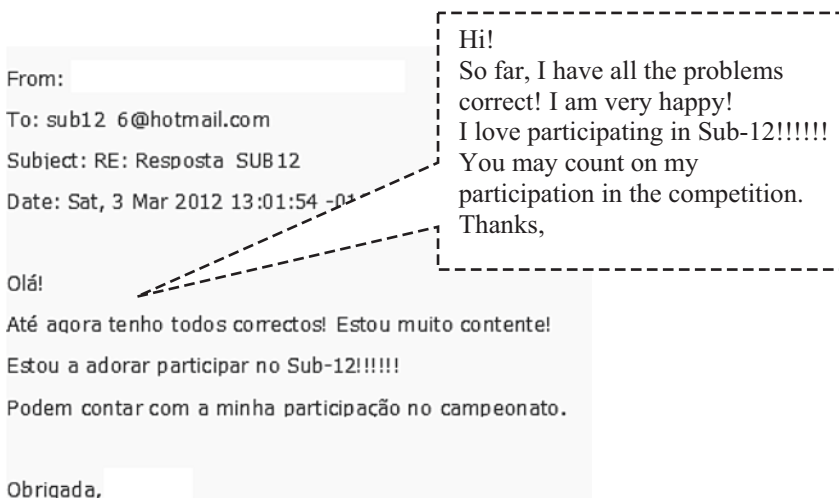 From:
To: sub12 6@hotmail.com
Subject: RE: Resposta SUB12
Date: Sat, 3 Mar 2012 13:01:54
Olá!
Até agora tenho todos correctos! Estou muito contente!
Estou a adorar participar no Sub-12!!!!!!
Podem contar com a minha participação no campeonato.
Obrigada,
Hi!
So far, I have all the problems
correct! I am very happy!
I love participating in Sub-12!!!!!!
You may count on my
participation in the competition.
Thanks,